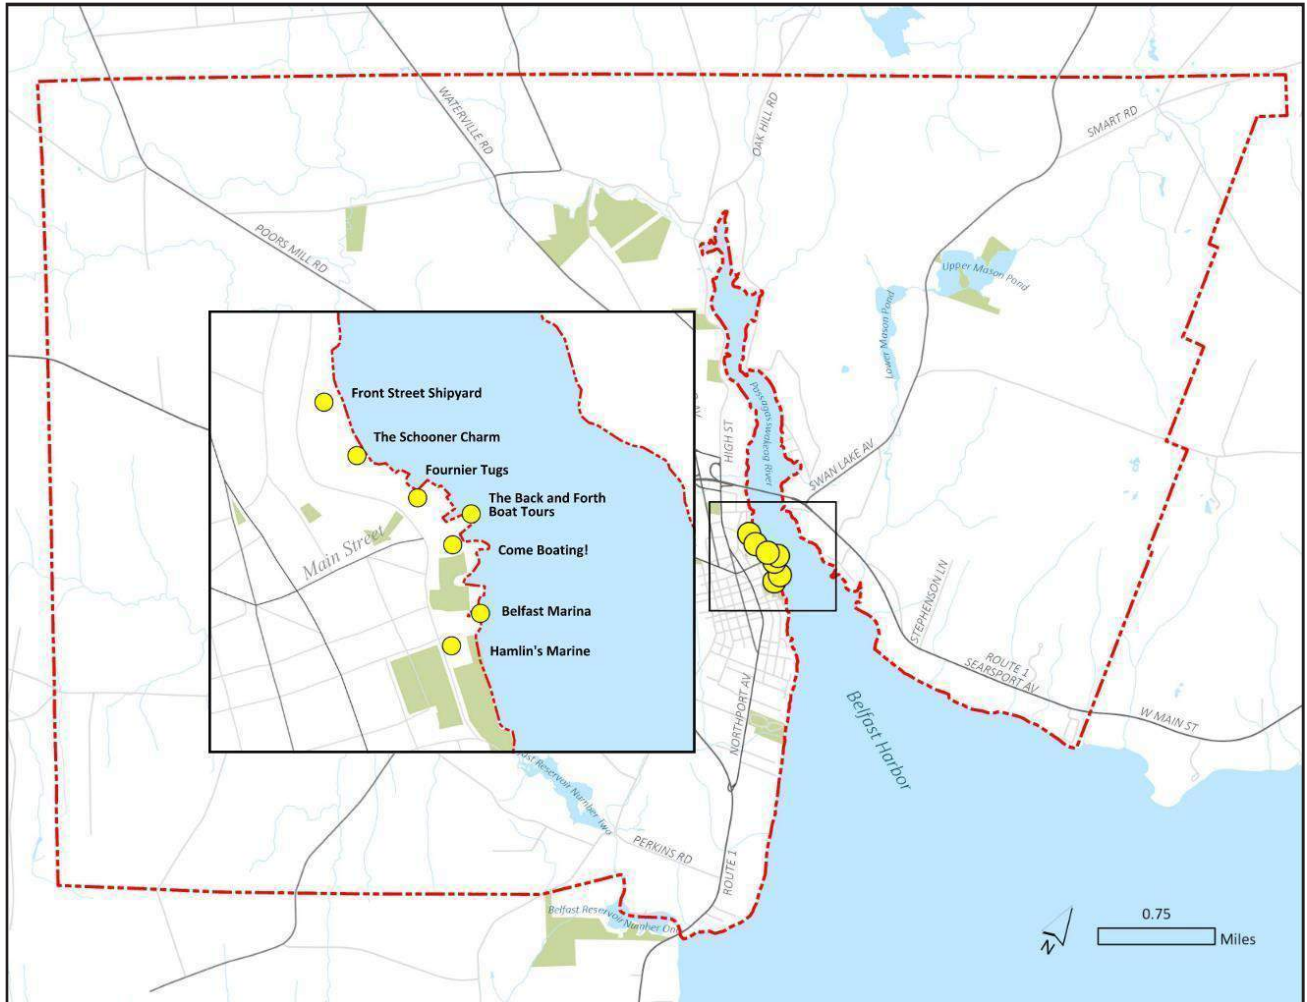 WATERVILLE RD
OAK HILL RD
SMART RD
POORS MILL RD
Upper Mason Pond
Lower Mason Pond
Passagassawakeag River
HIGH ST
SWAN LAKE AV
Front Street Shipyard
The Schooner Charm
Fournier Tugs
The Back and Forth
Boat Tours
Main Street
Come Boating!
Belfast Marina
Hamlin's Marine
STEPHENSON LN
ROUTE 1
SEARSPORT AV
W MAIN ST
NORTHPORT AV
Belfast Harbor
Reservoir Number Two
PERKINS RD
ROUTE 1
Belfast Reservoir Number One
0.75
Miles
N